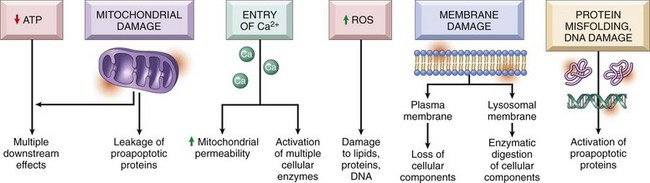 ↓ ATP
MITOCHONDRIAL
DAMAGE
ENTRY
OF Ca²⁺
↑ ROS
MEMBRANE
DAMAGE
PROTEIN
MISFOLDING,
DNA DAMAGE
Ca
Ca
Ca
Multiple
downstream
effects
Leakage of
proapoptotic
proteins
↑ Mitochondrial
permeability
Activation
of multiple
cellular
enzymes
Damage
to lipids,
proteins,
DNA
Plasma
membrane
Loss of
cellular
components
Lysosomal
membrane
Enzymatic
digestion
of cellular
components
Activation of
proapoptotic
proteins